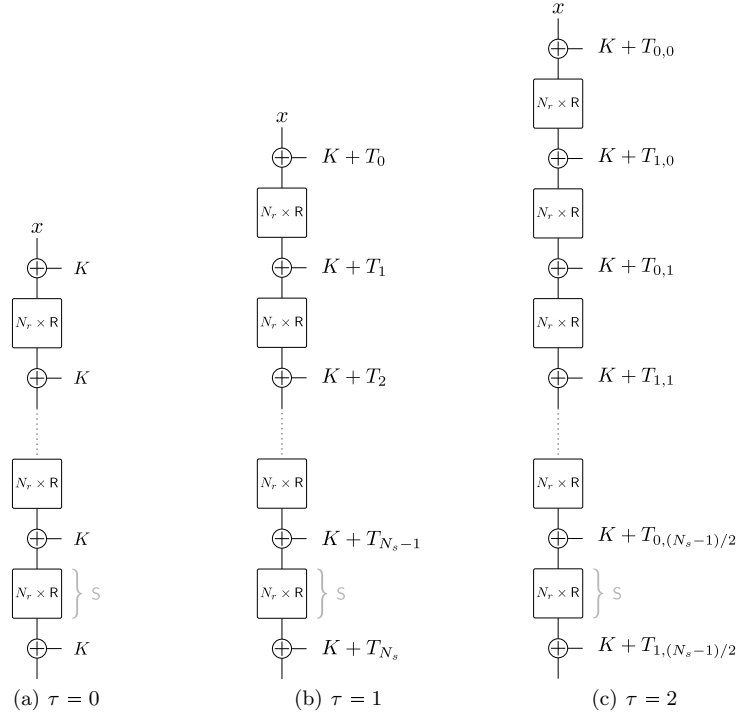 x
K
N_r × R
K
N_r × R
K
N_r × R
S
K
(a) τ = 0
x
K + T_0
N_r × R
K + T_1
N_r × R
K + T_2
N_r × R
K + T_{N_s−1}
N_r × R
S
K + T_{N_s}
(b) τ = 1
x
K + T_{0,0}
N_r × R
K + T_{1,0}
N_r × R
K + T_{0,1}
N_r × R
K + T_{1,1}
N_r × R
K + T_{0,(N_s−1)/2}
N_r × R
S
K + T_{1,(N_s−1)/2}
(c) τ = 2